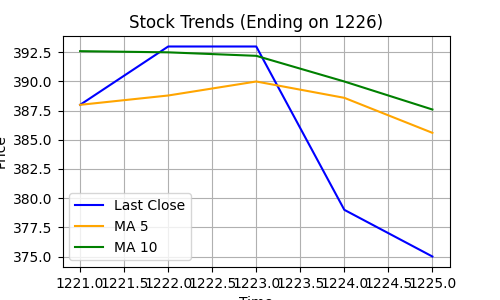 Stock Trends (Ending on 1226)
Price
392.5
390.0
387.5
385.0
382.5
380.0
377.5
375.0
Last Close
MA 5
MA 10
1221.0 1221.5 1222.0 1222.5 1223.0 1223.5 1224.0 1224.5 1225.0
Time